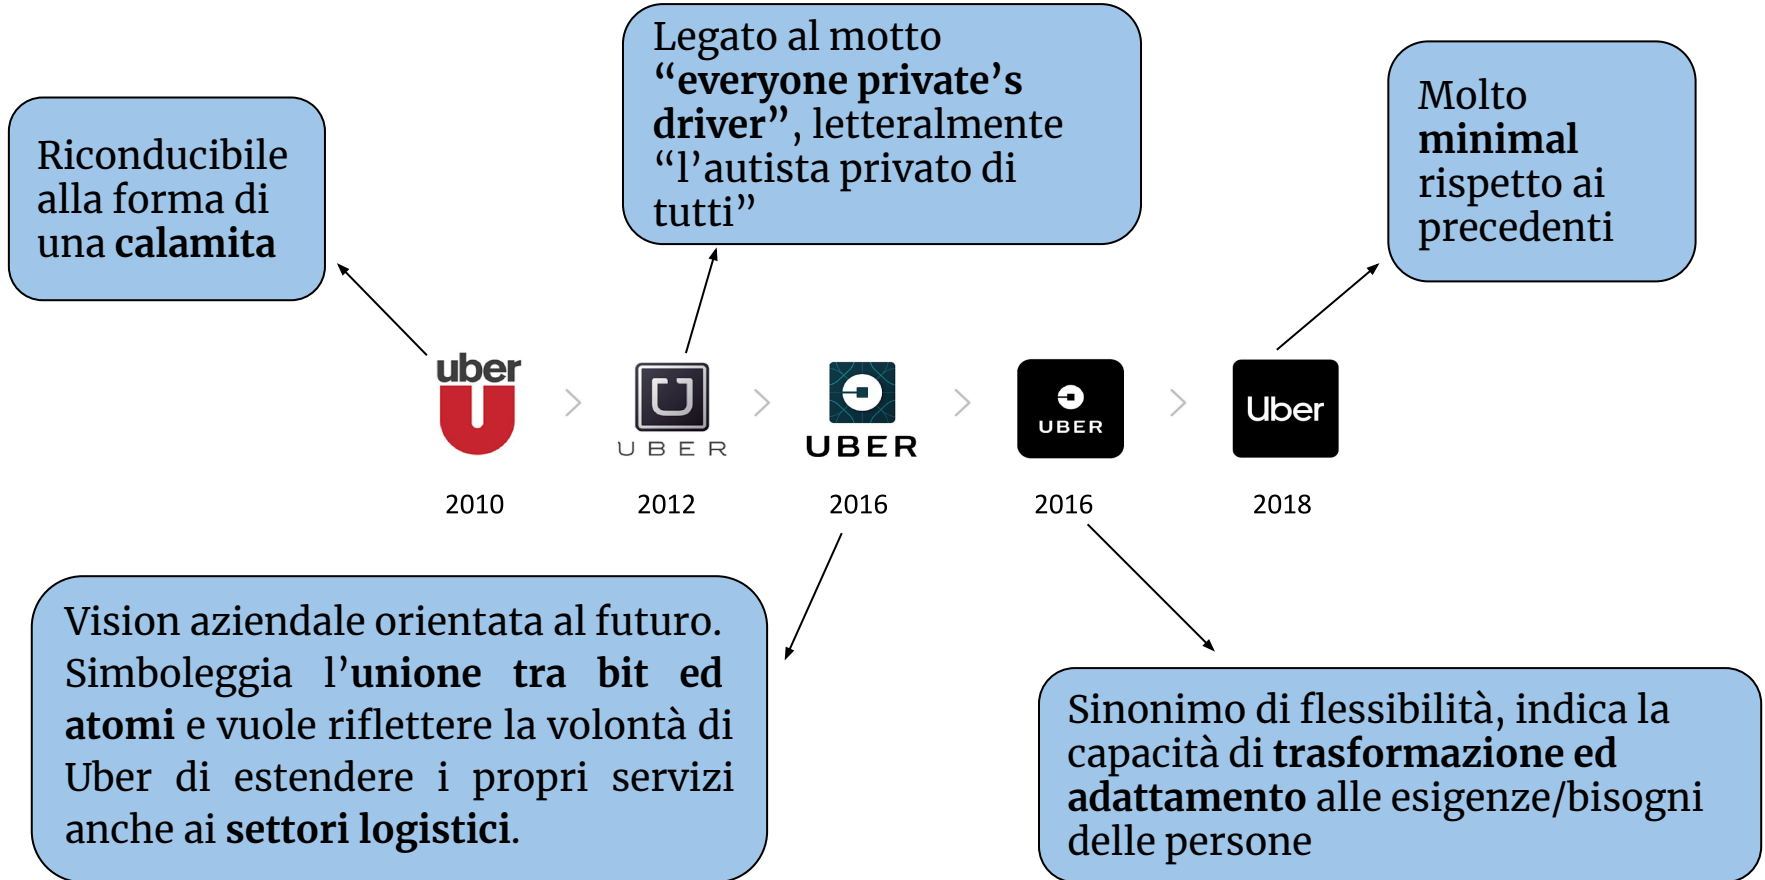 Riconducibile
alla forma di
una calamita
Legato al motto
“everyone private’s
driver”, letteralmente
“l’autista privato di
tutti”
Molto
minimal
rispetto ai
precedenti
uber
U
U
UBER
UBER
UBER
Uber
2010
2012
2016
2016
2018
Vision aziendale orientata al futuro.
Simboleggia l’unione tra bit ed
atomi e vuole riflettere la volontà di
Uber di estendere i propri servizi
anche ai settori logistici.
Sinonimo di flessibilità, indica la
capacità di trasformazione ed
adattamento alle esigenze/bisogni
delle persone